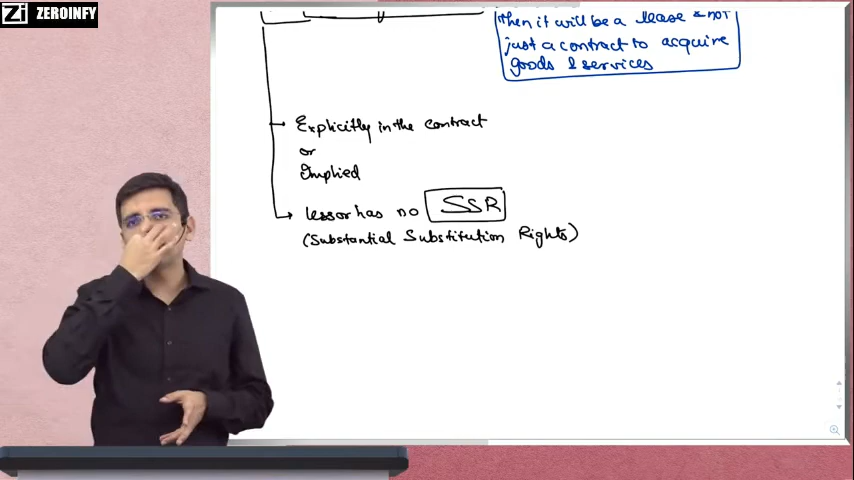 Zi ZEROINFY
then it will be a lease & not
just a contract to acquire
goods & services
Explicitly in the contract
or
Implied
lessor has no SSR
(Substantial Substitution Rights)